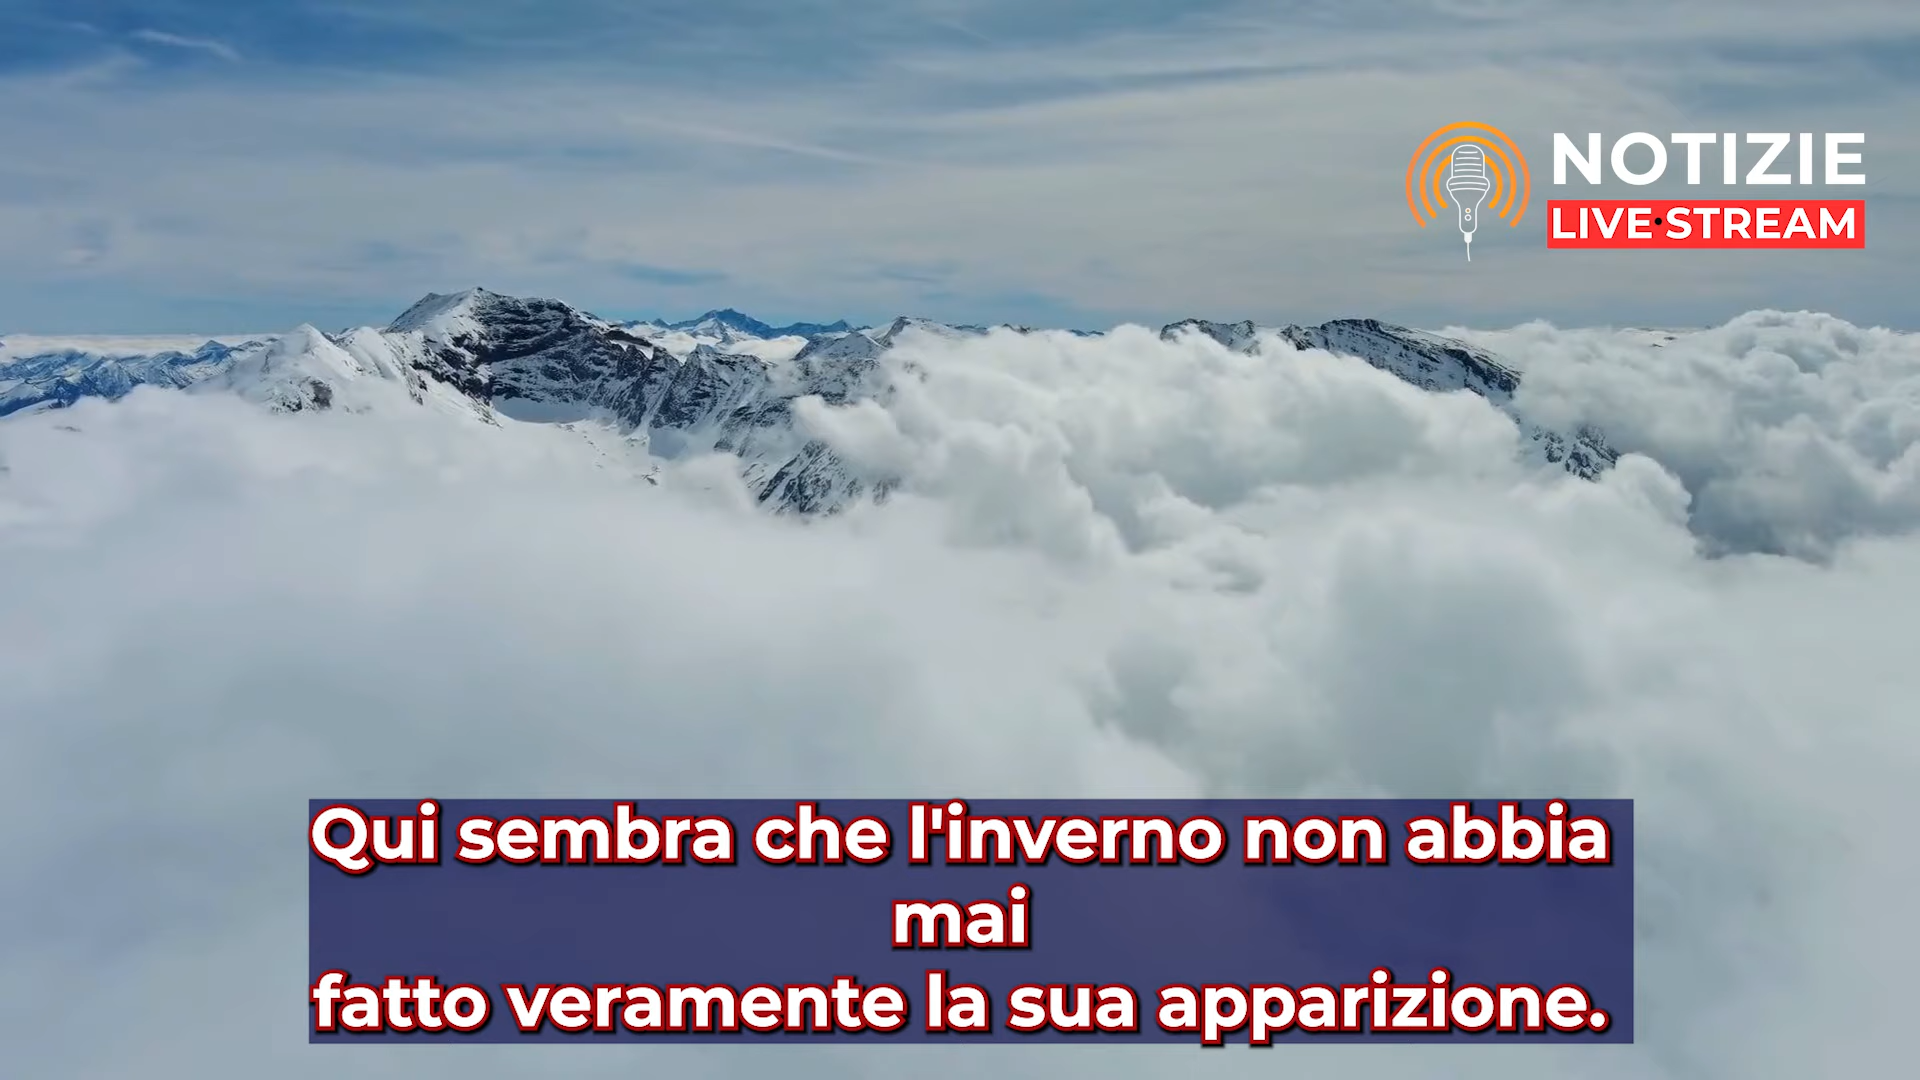 NOTIZIE
LIVE•STREAM
Qui sembra che l'inverno non abbia
mai
fatto veramente la sua apparizione.